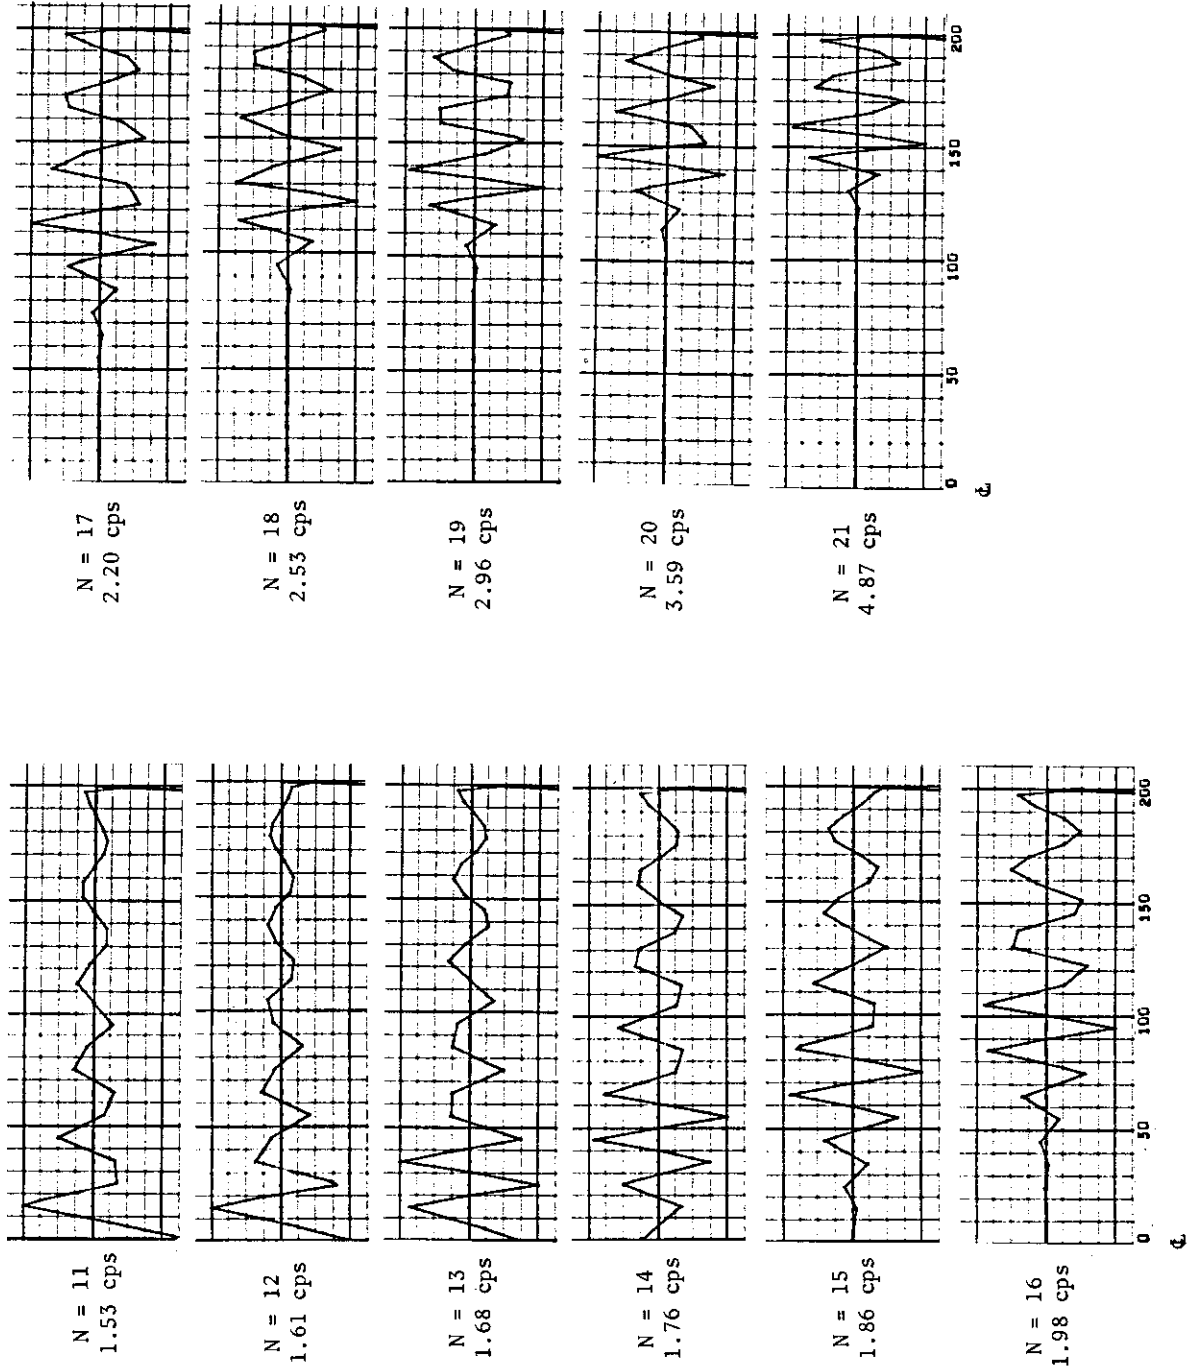 N = 11
1.53 cps
N = 12
1.61 cps
N = 13
1.68 cps
N = 14
1.76 cps
N = 15
1.86 cps
N = 16
1.98 cps
0 50 100 150 200
℄
N = 17
2.20 cps
N = 18
2.53 cps
N = 19
2.96 cps
N = 20
3.59 cps
N = 21
4.87 cps
0 50 100 150 200
℄